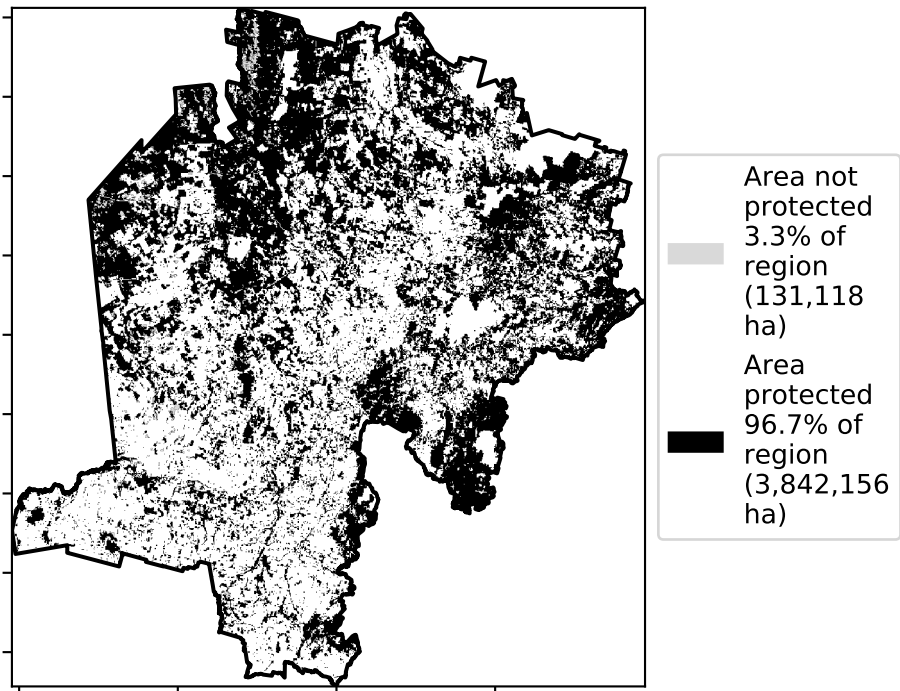 Area not
protected
3.3% of
region
(131,118
ha)
Area
protected
96.7% of
region
(3,842,156
ha)